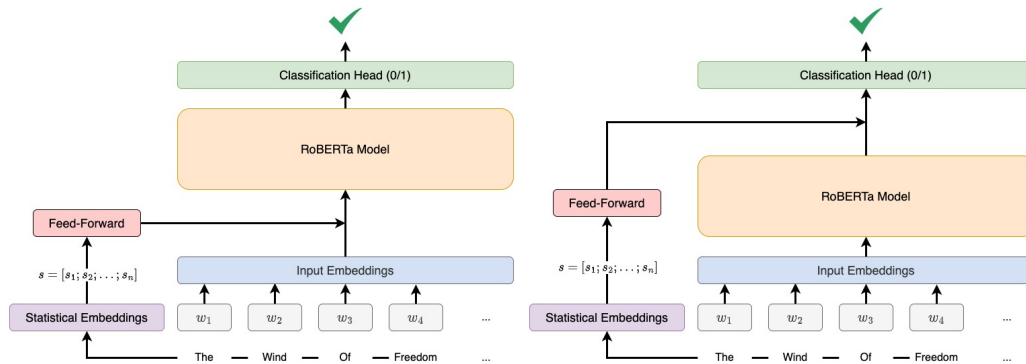 Classification Head (0/1)
RoBERTa Model
Feed-Forward
s = [s₁; s₂; . . . ; sₙ]
Input Embeddings
Statistical Embeddings
w₁ w₂ w₃ w₄ ...
The Wind Of Freedom ...
Classification Head (0/1)
RoBERTa Model
Feed-Forward
s = [s₁; s₂; . . . ; sₙ]
Input Embeddings
Statistical Embeddings
w₁ w₂ w₃ w₄ ...
The Wind Of Freedom ...